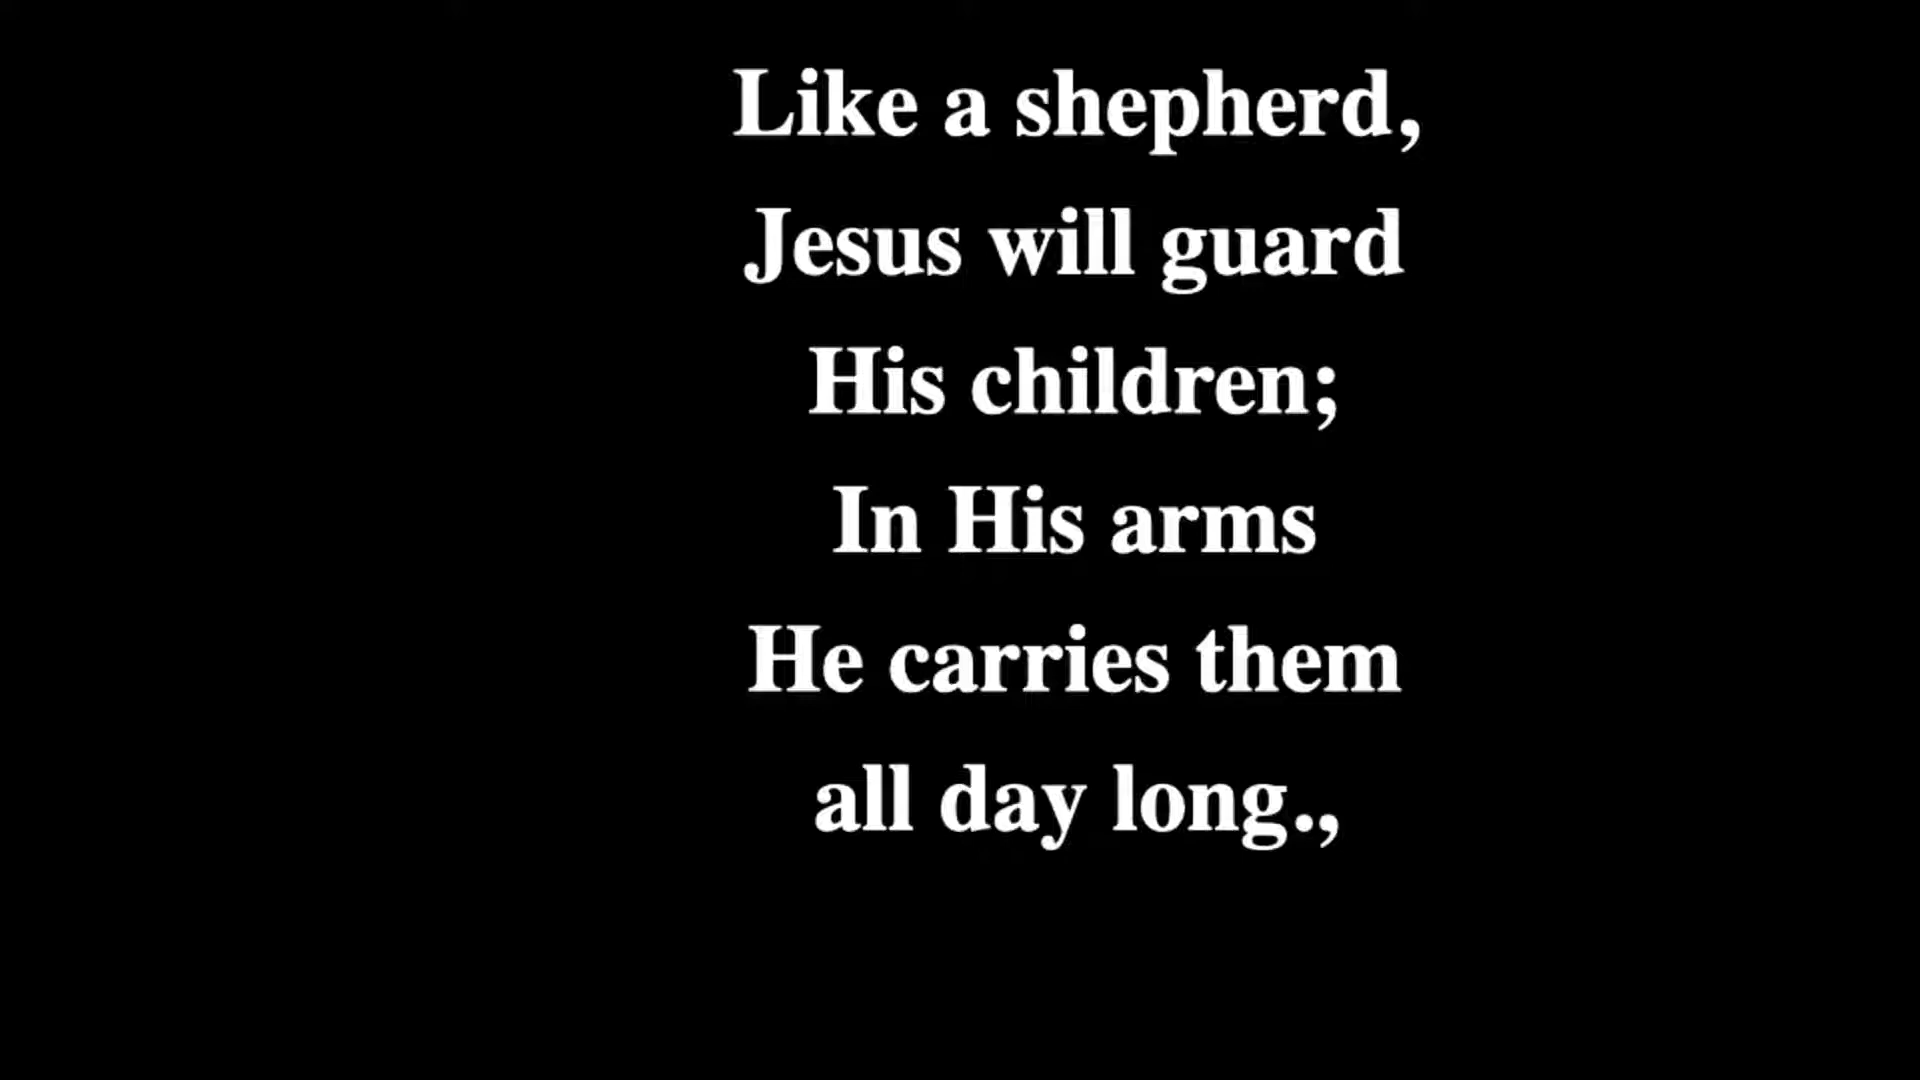 Like a shepherd,
Jesus will guard
His children;
In His arms
He carries them
all day long.,